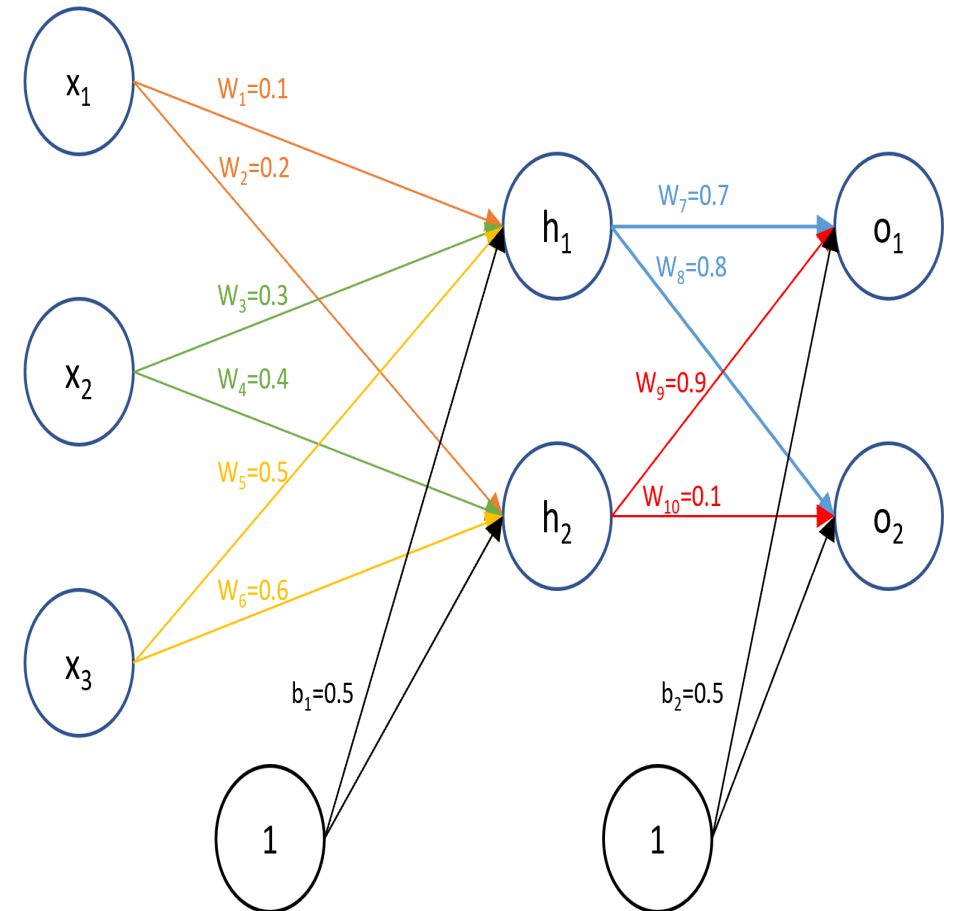 x₁
W₁=0.1
W₂=0.2
W₇=0.7
h₁
o₁
W₈=0.8
W₃=0.3
x₂
W₄=0.4
W₉=0.9
W₅=0.5
W₁₀=0.1
h₂
o₂
W₆=0.6
x₃
b₁=0.5
b₂=0.5
1
1